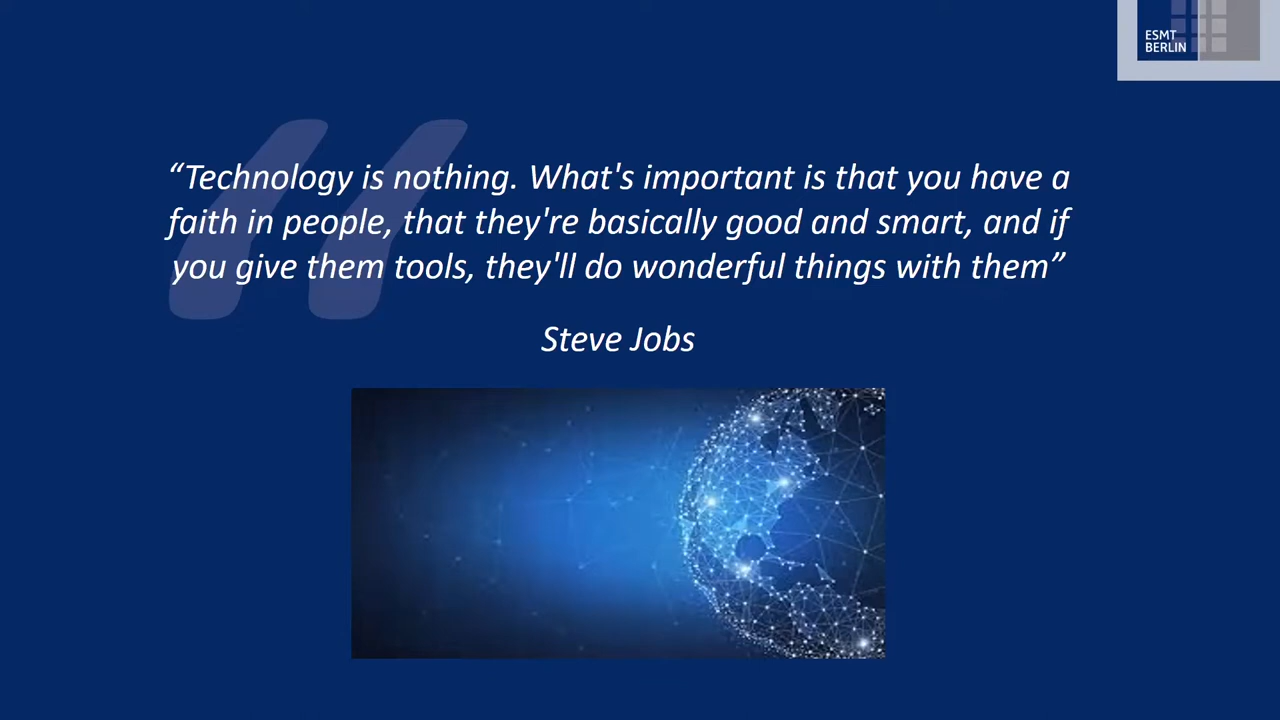 ESMT
BERLIN
“Technology is nothing. What's important is that you have a
faith in people, that they're basically good and smart, and if
you give them tools, they'll do wonderful things with them”
Steve Jobs